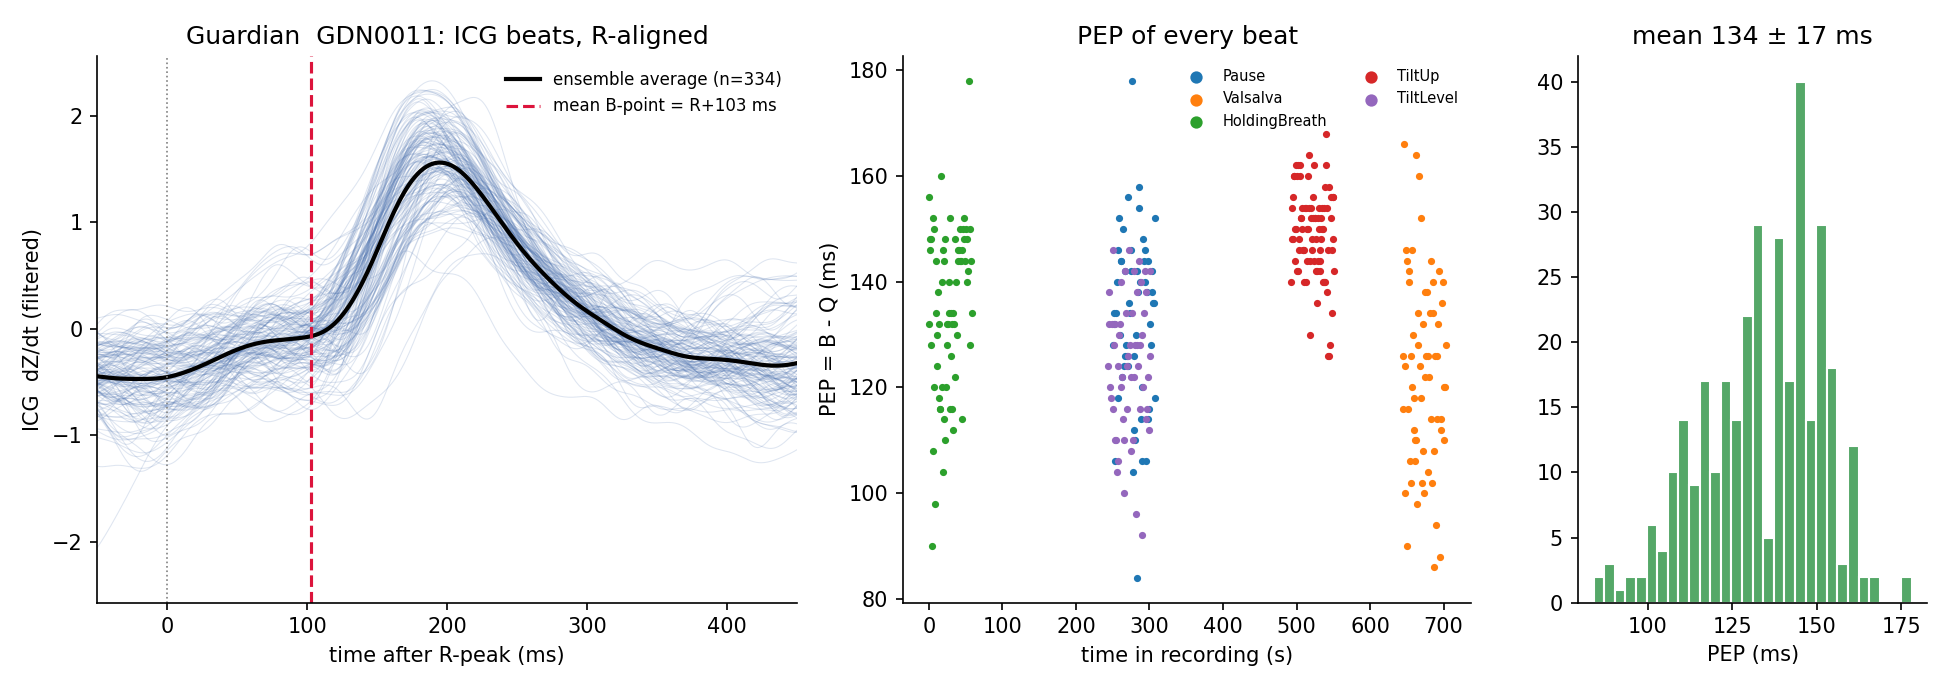 Guardian  GDN0011: ICG beats, R-aligned
ensemble average (n=334)
mean B-point = R+103 ms
ICG  dZ/dt (filtered)
2
1
0
−1
−2
0
100
200
300
400
time after R-peak (ms)
PEP of every beat
Pause
Valsalva
HoldingBreath
TiltUp
TiltLevel
PEP = B - Q (ms)
180
160
140
120
100
80
0
100
200
300
400
500
600
700
time in recording (s)
mean 134 ± 17 ms
40
35
30
25
20
15
10
5
0
100
125
150
175
PEP (ms)